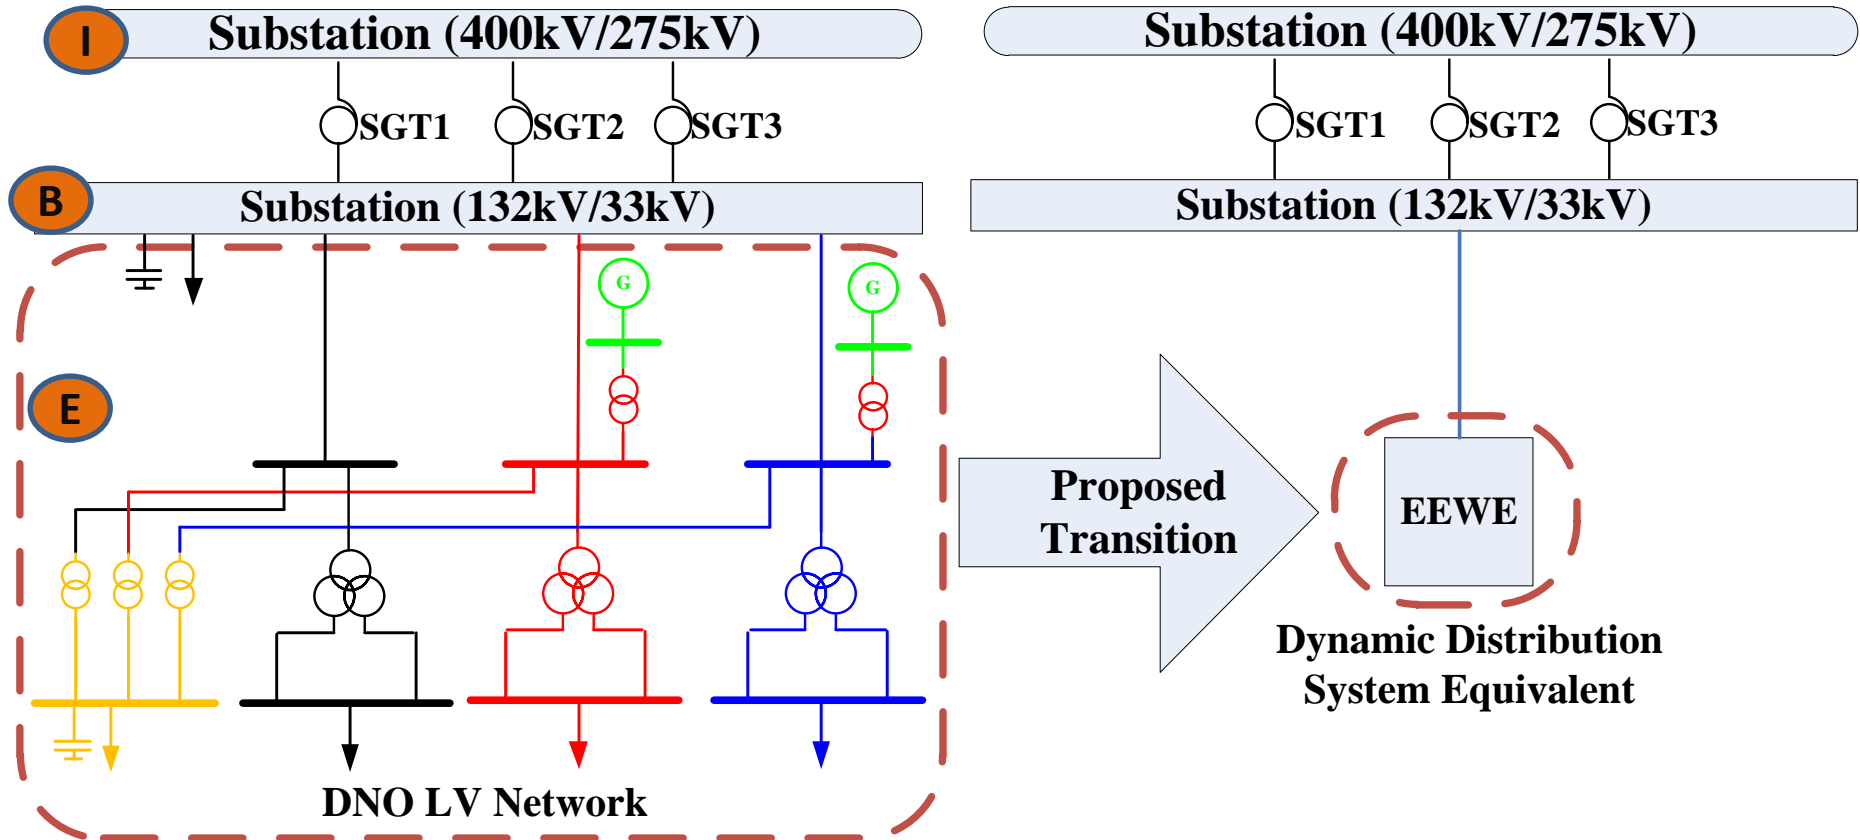 I
Substation (400kV/275kV)
SGT1
SGT2
SGT3
B
Substation (132kV/33kV)
G
G
E
DNO LV Network
Proposed
Transition
Substation (400kV/275kV)
SGT1
SGT2
SGT3
Substation (132kV/33kV)
EEWE
Dynamic Distribution
System Equivalent